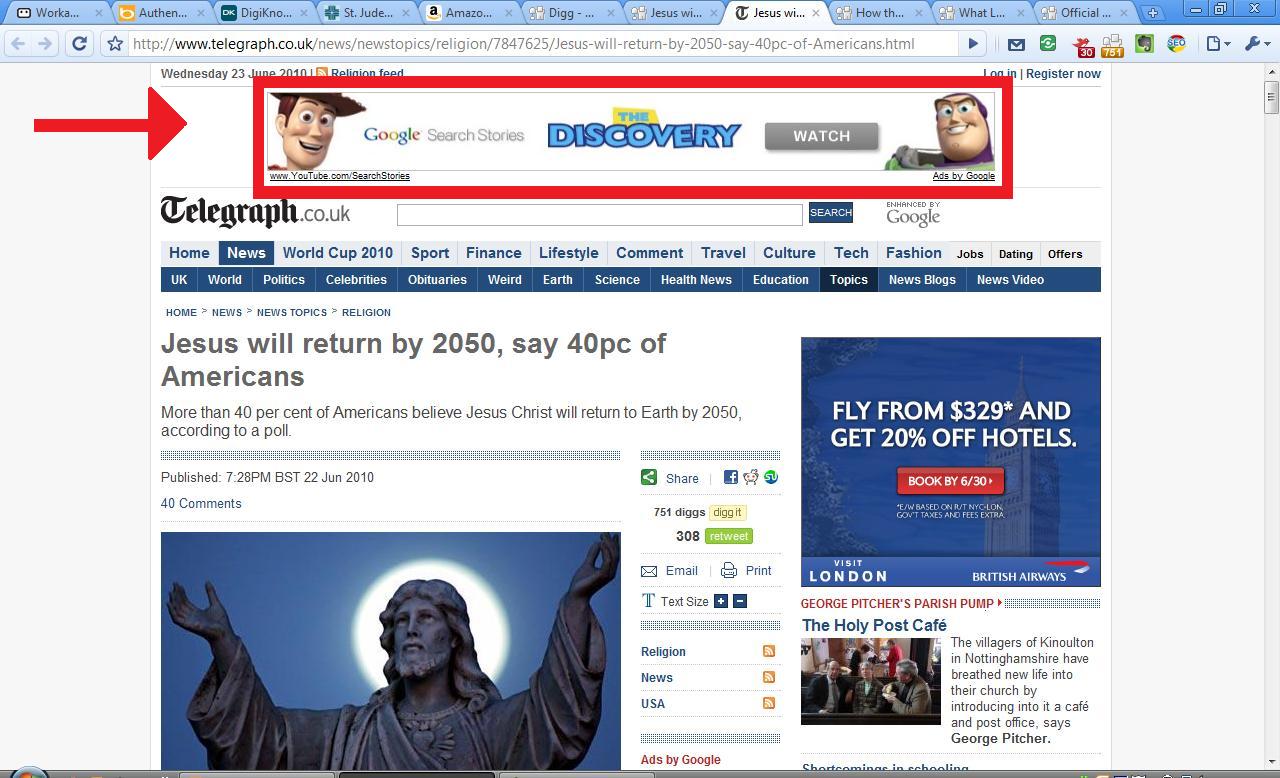 Worka...
Authen...
DigiKno...
St. Jude...
Amazo...
Digg - ...
Jesus wi...
Jesus wi...
How th...
What L...
Official ...
http://www.telegraph.co.uk/news/newstopics/religion/7847625/Jesus-will-return-by-2050-say-40pc-of-Americans.html
30
751
SEO
Wednesday 23 June 2010 | Religion feed
Log in | Register now
Google Search Stories
THE
DISCOVERY
WATCH
www.YouTube.com/SearchStories
Ads by Google
Telegraph.co.uk
SEARCH
ENHANCED BY
Google
Home News World Cup 2010 Sport Finance Lifestyle Comment Travel Culture Tech Fashion Jobs Dating Offers
UK World Politics Celebrities Obituaries Weird Earth Science Health News Education Topics News Blogs News Video
HOME > NEWS > NEWS TOPICS > RELIGION
Jesus will return by 2050, say 40pc of
Americans
More than 40 per cent of Americans believe Jesus Christ will return to Earth by 2050,
according to a poll.
Published: 7:28PM BST 22 Jun 2010
40 Comments
Share |
751 diggs digg it
308 retweet
Email | Print
Text Size
Religion
News
USA
Ads by Google
FLY FROM $329* AND
GET 20% OFF HOTELS.
BOOK BY 6/30
*E/W BASED ON R/T NYC-LON.
GOV'T TAXES AND FEES EXTRA.
VISIT
LONDON
BRITISH AIRWAYS
GEORGE PITCHER'S PARISH PUMP
The Holy Post Café
The villagers of Kinoulton
in Nottinghamshire have
breathed new life into
their church by
introducing into it a café
and post office, says
George Pitcher.
Shortcomings in schooling